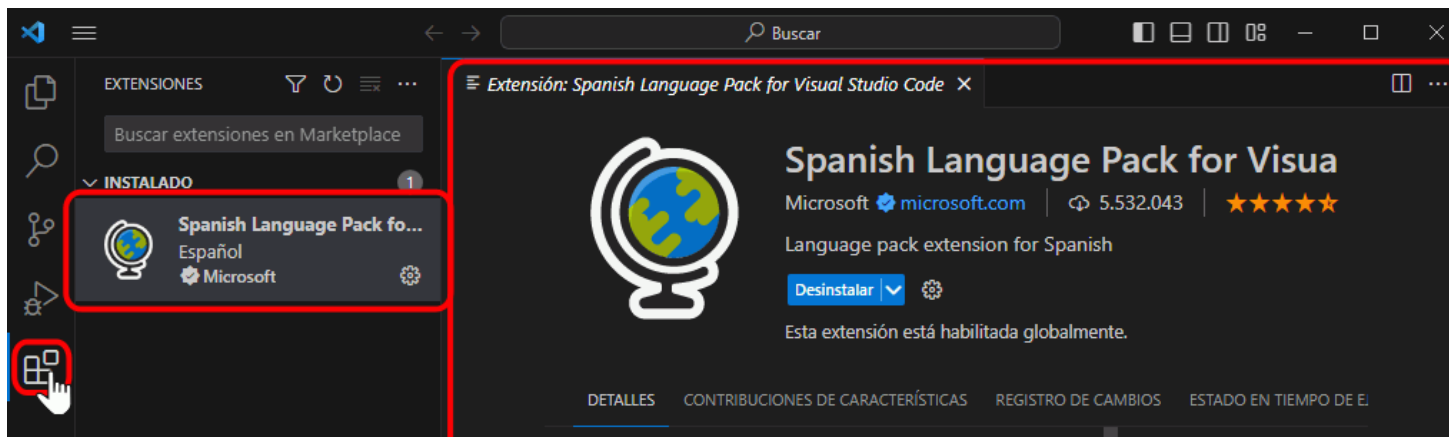 Buscar
EXTENSIONES
Buscar extensiones en Marketplace
INSTALADO 1
Spanish Language Pack fo...
Español
Microsoft
Extensión: Spanish Language Pack for Visual Studio Code
Spanish Language Pack for Visua
Microsoft microsoft.com | 5.532.043
Language pack extension for Spanish
Desinstalar
Esta extensión está habilitada globalmente.
DETALLES CONTRIBUCIONES DE CARACTERÍSTICAS REGISTRO DE CAMBIOS ESTADO EN TIEMPO DE